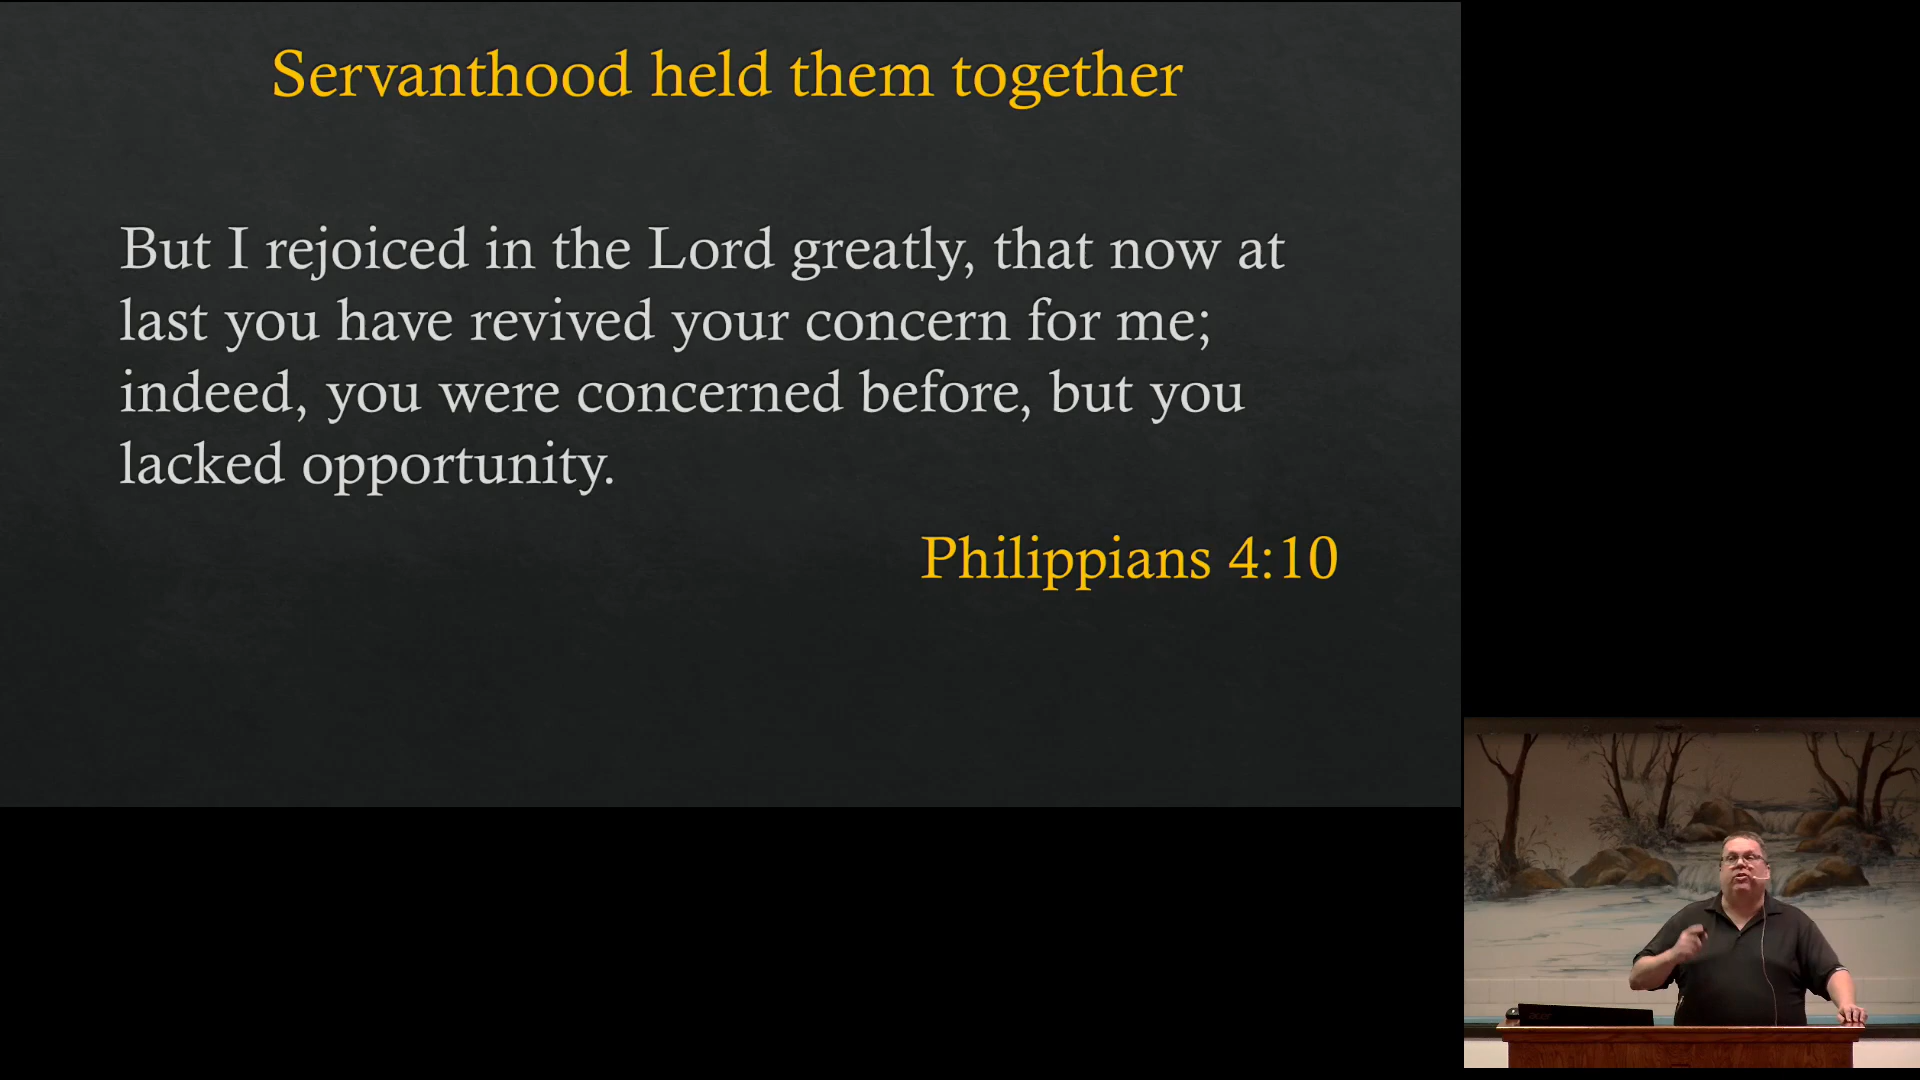 Servanthood held them together
But I rejoiced in the Lord greatly, that now at
last you have revived your concern for me;
indeed, you were concerned before, but you
lacked opportunity.
Philippians 4:10
acer